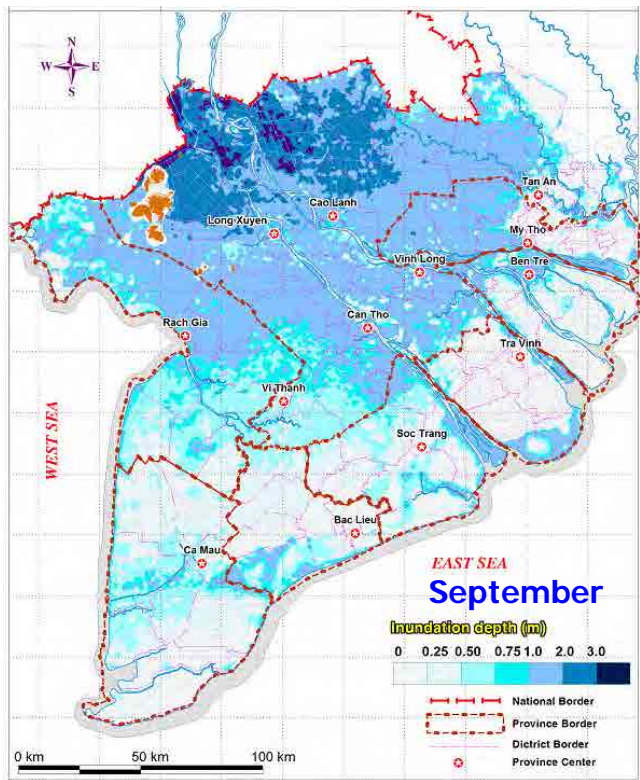 N
W E
S
Tan An
Cao Lanh
Long Xuyen
My Tho
Vinh Long
Ben Tre
Can Tho
Rach Gia
Tra Vinh
Vi Thanh
WEST SEA
Soc Trang
Bac Lieu
Ca Mau
EAST SEA
September
Inundation depth (m)
0 0.25 0.50 0.75 1.0 2.0 3.0
National Border
Province Border
Dictrict Border
Province Center
0 km 50 km 100 km